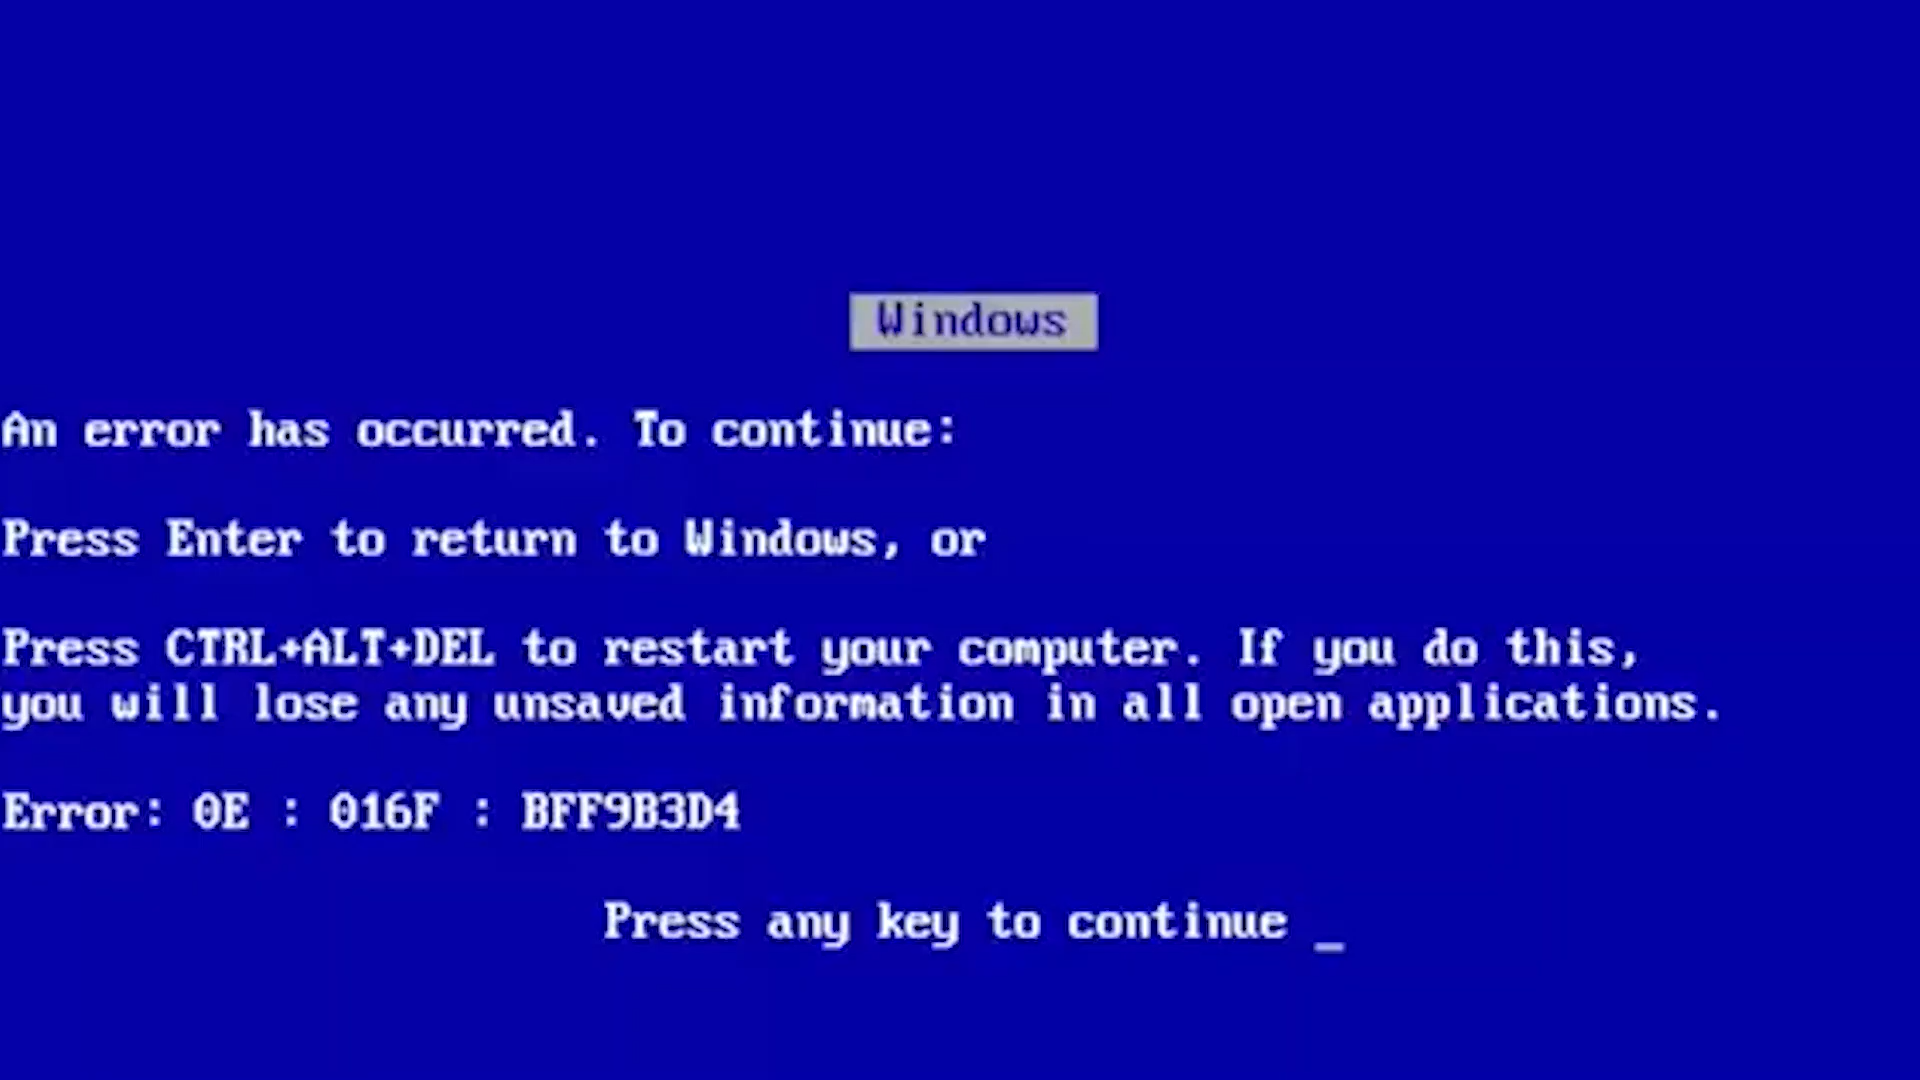 Windows
An error has occurred. To continue:
Press Enter to return to Windows, or
Press CTRL+ALT+DEL to restart your computer. If you do this,
you will lose any unsaved information in all open applications.
Error: 0E : 016F : BFF9B3D4
Press any key to continue _